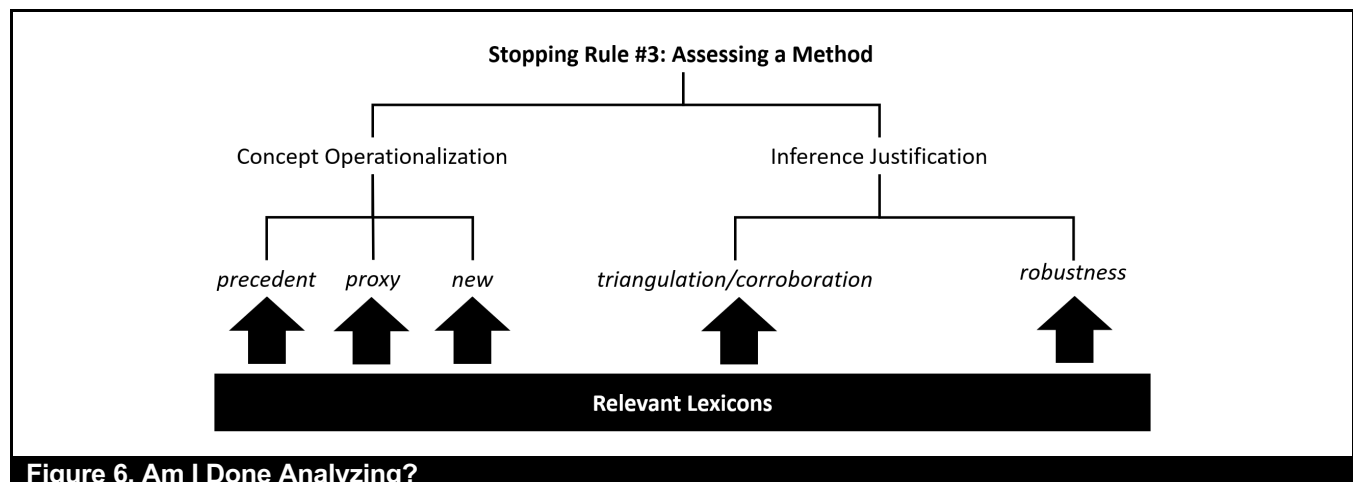 Stopping Rule #3: Assessing a Method
Concept Operationalization
Inference Justification
precedent
proxy
new
triangulation/corroboration
robustness
Relevant Lexicons
Figure 6. Am I Done Analyzing?